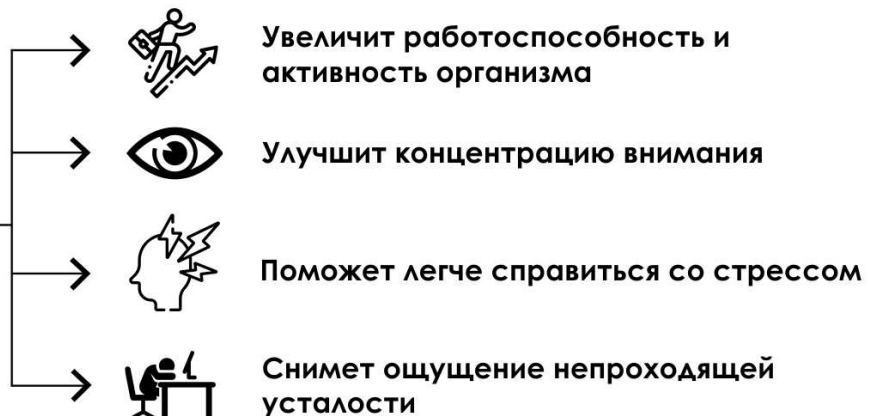 Увеличит работоспособность и
активность организма
Улучшит концентрацию внимания
Поможет легче справиться со стрессом
Снимет ощущение непроходящей
усталости